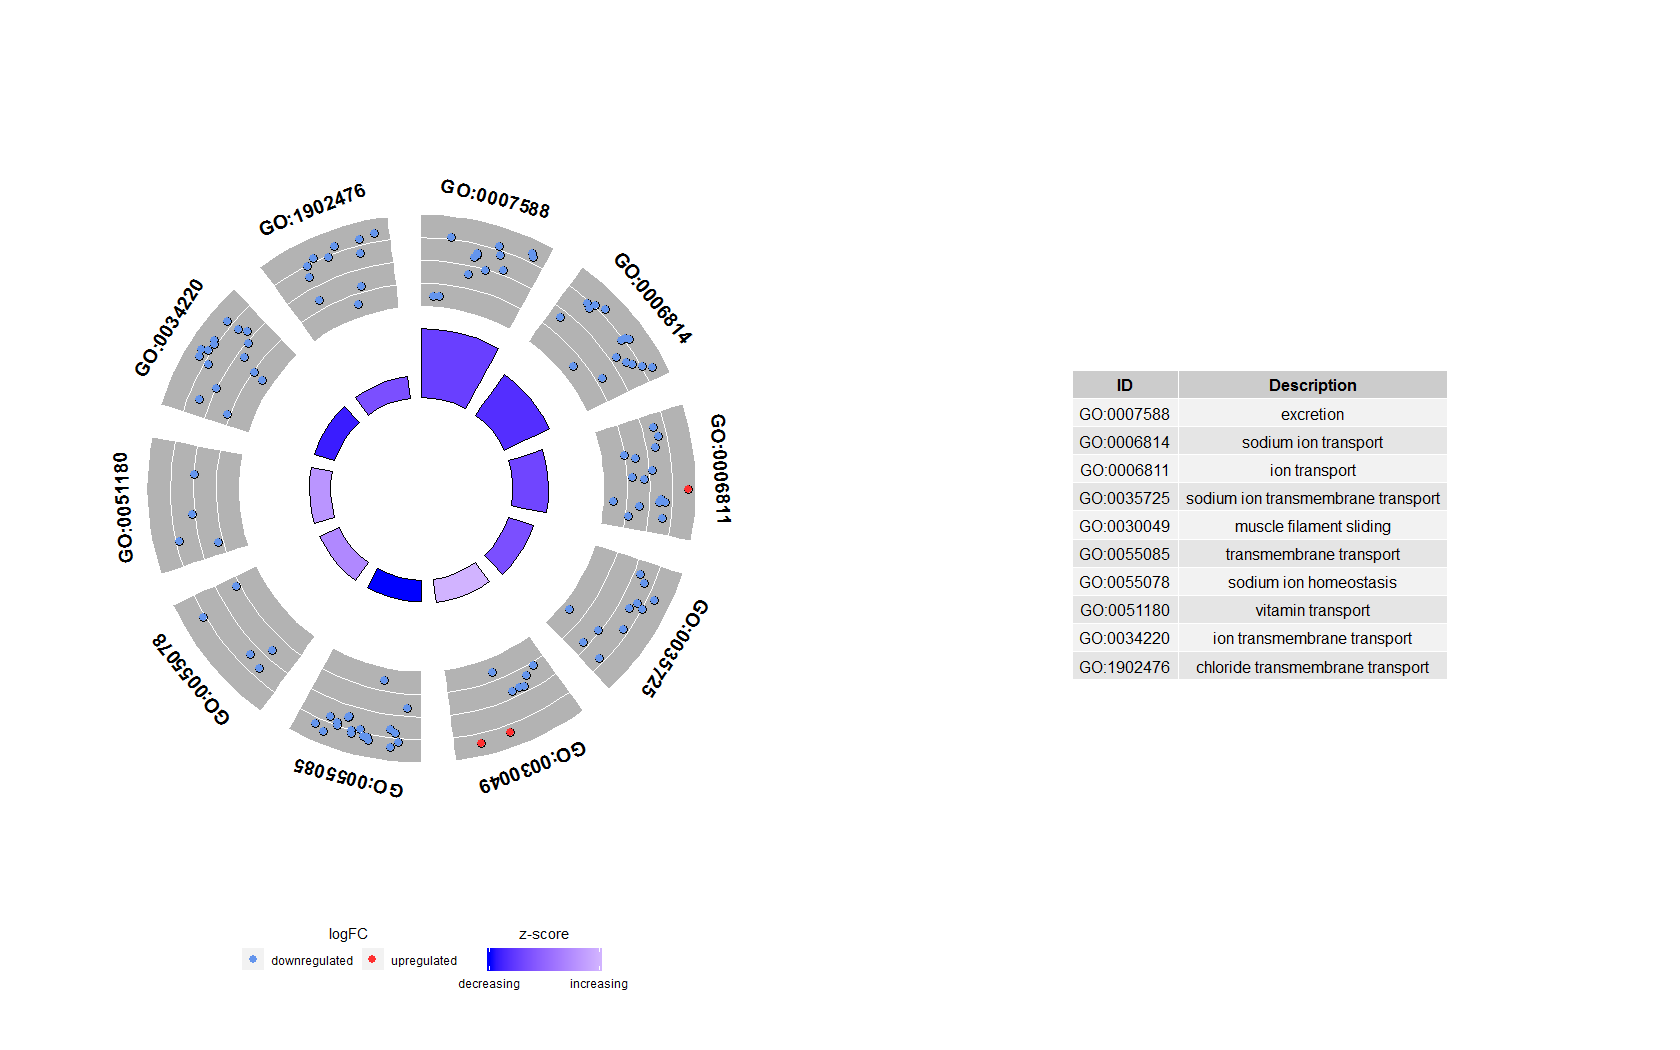 GO:0007588
GO:0006814
GO:0006811
GO:0035725
GO:0030049
GO:0055085
GO:0055078
GO:0051180
GO:0034220
GO:1902476
ID Description
GO:0007588 excretion
GO:0006814 sodium ion transport
GO:0006811 ion transport
GO:0035725 sodium ion transmembrane transport
GO:0030049 muscle filament sliding
GO:0055085 transmembrane transport
GO:0055078 sodium ion homeostasis
GO:0051180 vitamin transport
GO:0034220 ion transmembrane transport
GO:1902476 chloride transmembrane transport
logFC z-score
downregulated upregulated
decreasing increasing